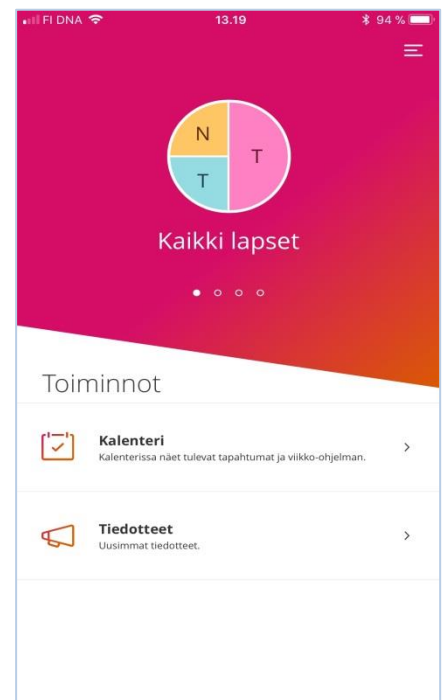 FI DNA 13.19 94 %
N
T
T
Kaikki lapset
Toiminnot
Kalenteri
Kalenterissa näet tulevat tapahtumat ja viikko-ohjelman.
Tiedotteet
Uusimmat tiedotteet.